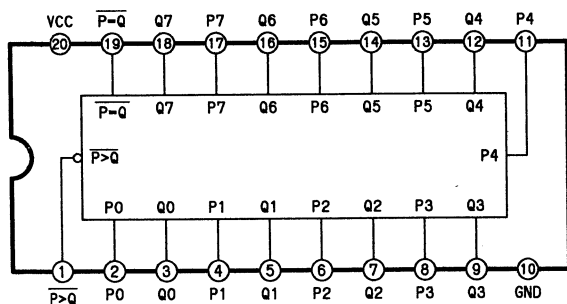 VCC P=Q Q7 P7 Q6 P6 Q5 P5 Q4 P4
20 19 18 17 16 15 14 13 12 11
P=Q Q7 P7 Q6 P6 Q5 P5 Q4
P>Q P4
P0 Q0 P1 Q1 P2 Q2 P3 Q3
1 2 3 4 5 6 7 8 9 10
P>Q P0 Q0 P1 Q1 P2 Q2 P3 Q3 GND